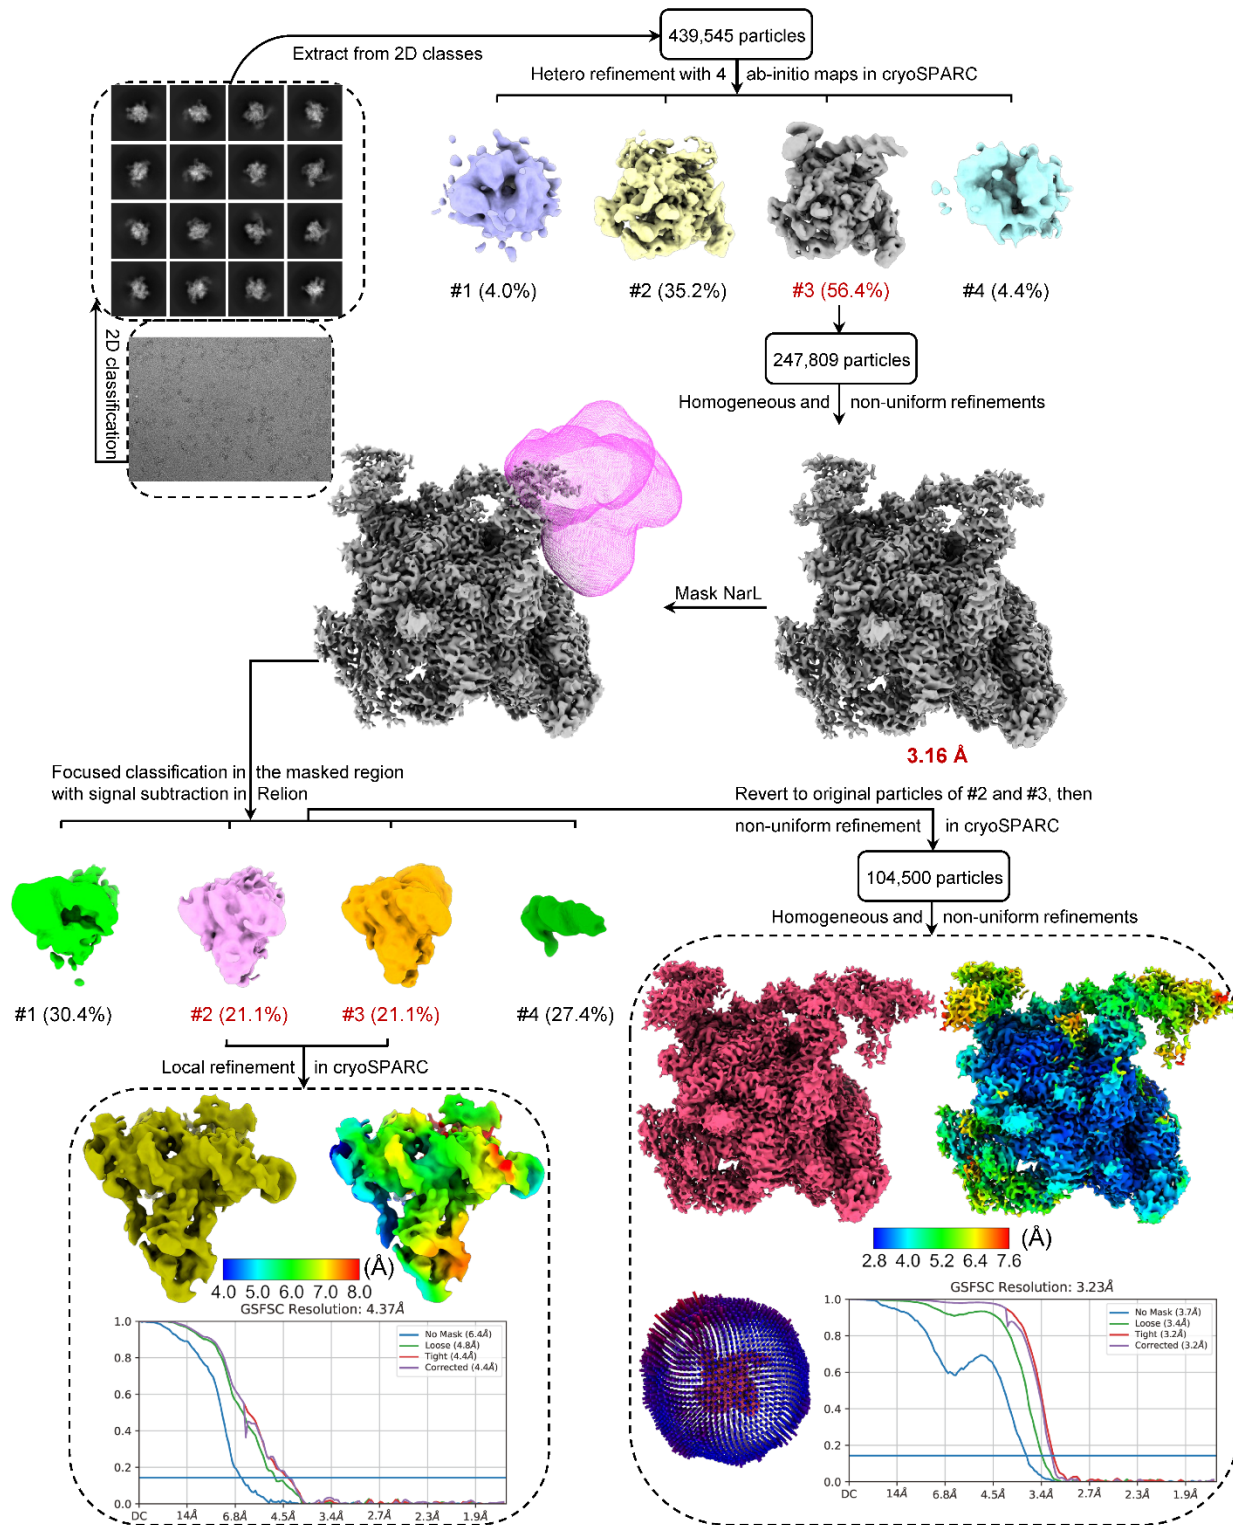 439,545 particles
Extract from 2D classes
Hetero refinement with 4 ab-initio maps in cryoSPARC
#1 (4.0%)
#2 (35.2%)
#3 (56.4%)
#4 (4.4%)
2D classification
247,809 particles
Homogeneous and non-uniform refinements
Mask NarL
3.16 Å
Focused classification in the masked region
with signal subtraction in Relion
Revert to original particles of #2 and #3, then
non-uniform refinement in cryoSPARC
104,500 particles
Homogeneous and non-uniform refinements
#1 (30.4%)
#2 (21.1%)
#3 (21.1%)
#4 (27.4%)
Local refinement in cryoSPARC
(Å)
4.0 5.0 6.0 7.0 8.0
GSFSC Resolution: 4.37Å
No Mask (6.4Å)
Loose (4.8Å)
Tight (4.4Å)
Corrected (4.4Å)
1.0
0.8
0.6
0.4
0.2
0.0
DC 14Å 6.8Å 4.5Å 3.4Å 2.7Å 2.3Å 1.9Å
(Å)
2.8 4.0 5.2 6.4 7.6
GSFSC Resolution: 3.23Å
No Mask (3.7Å)
Loose (3.4Å)
Tight (3.2Å)
Corrected (3.2Å)
1.0
0.8
0.6
0.4
0.2
0.0
DC 14Å 6.8Å 4.5Å 3.4Å 2.7Å 2.3Å 1.9Å